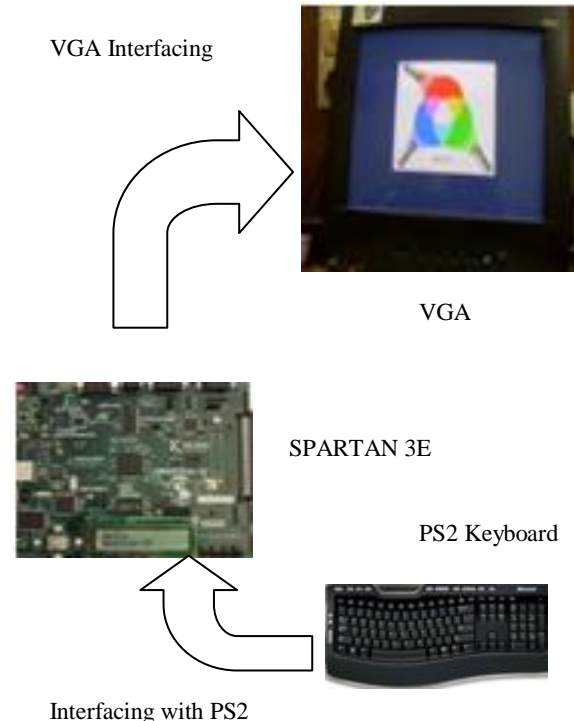 VGA Interfacing
VGA
SPARTAN 3E
PS2 Keyboard
Interfacing with PS2